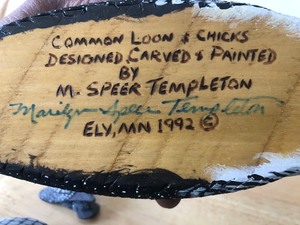 COMMON LOON & CHICKS
DESIGNED, CARVED & PAINTED
BY
M. SPEER TEMPLETON
Marilyn Speer Templeton
ELY, MN 1992 ©